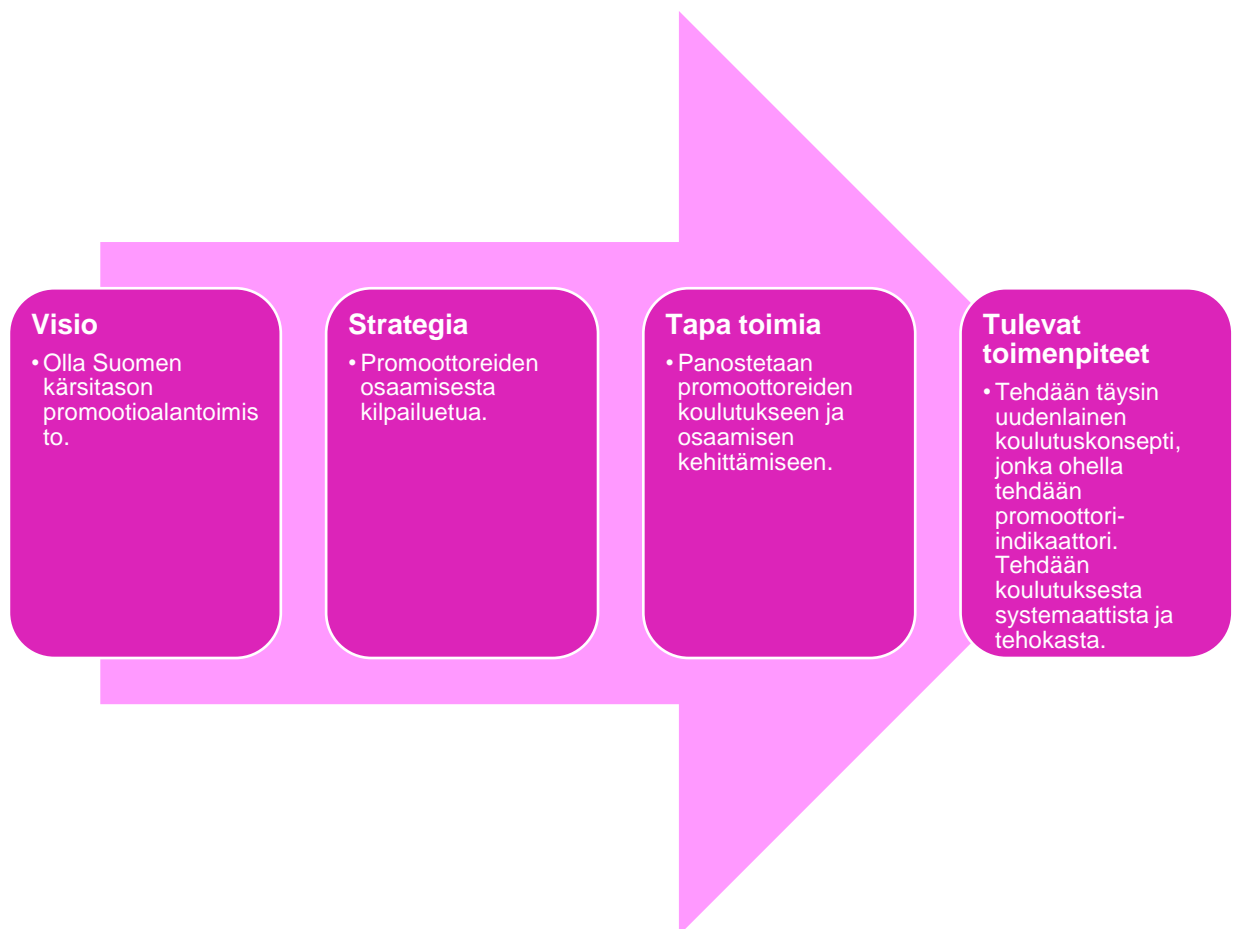 Visio
• Olla Suomen
kärsitason
promootioalantoimis
to.
Strategia
• Promoottoreiden
osaamisesta
kilpailuetua.
Tapa toimia
• Panostetaan
promoottoreiden
koulutukseen ja
osaamisen
kehittämiseen.
Tulevat
toimenpiteet
• Tehdään täysin
uudenlainen
koulutuskonsepti,
jonka ohella
tehdään
promoottori-
indikaattori.
Tehdään
koulutuksesta
systemaattista ja
tehokasta.